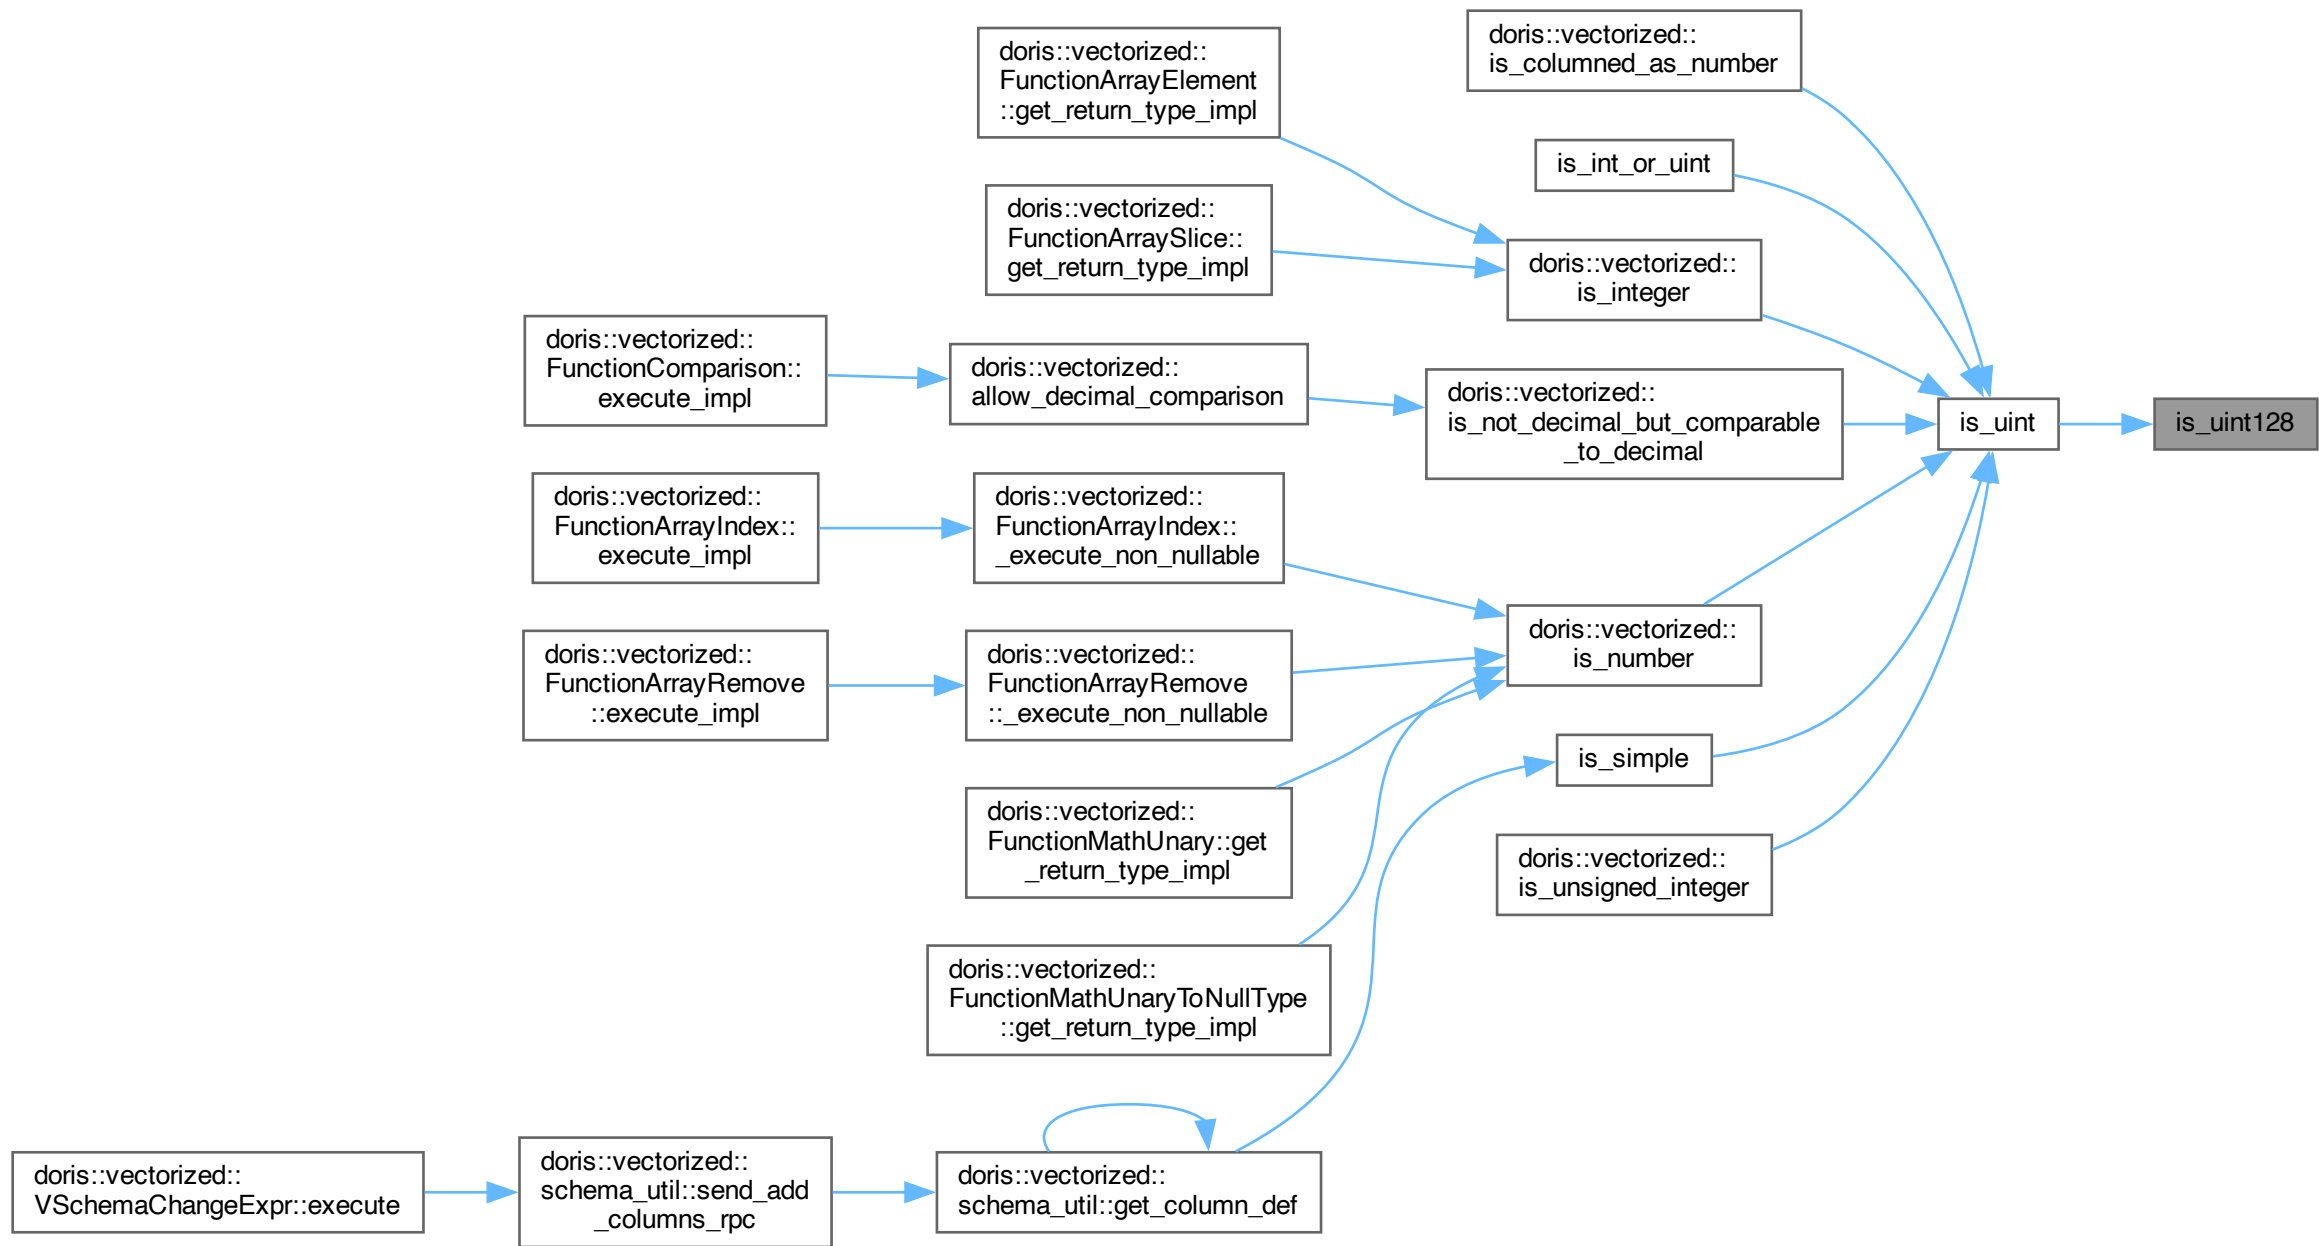 doris::vectorized::
is_columned_as_number
doris::vectorized::
FunctionArrayElement
::get_return_type_impl
is_int_or_uint
doris::vectorized::
FunctionArraySlice::
get_return_type_impl
doris::vectorized::
is_integer
doris::vectorized::
FunctionComparison::
execute_impl
doris::vectorized::
allow_decimal_comparison
doris::vectorized::
is_not_decimal_but_comparable
_to_decimal
is_uint
is_uint128
doris::vectorized::
FunctionArrayIndex::
execute_impl
doris::vectorized::
FunctionArrayIndex::
_execute_non_nullable
doris::vectorized::
is_number
doris::vectorized::
FunctionArrayRemove
::execute_impl
doris::vectorized::
FunctionArrayRemove
::_execute_non_nullable
is_simple
doris::vectorized::
FunctionMathUnary::get
_return_type_impl
doris::vectorized::
is_unsigned_integer
doris::vectorized::
FunctionMathUnaryToNullType
::get_return_type_impl
doris::vectorized::
VSchemaChangeExpr::execute
doris::vectorized::
schema_util::send_add
_columns_rpc
doris::vectorized::
schema_util::get_column_def